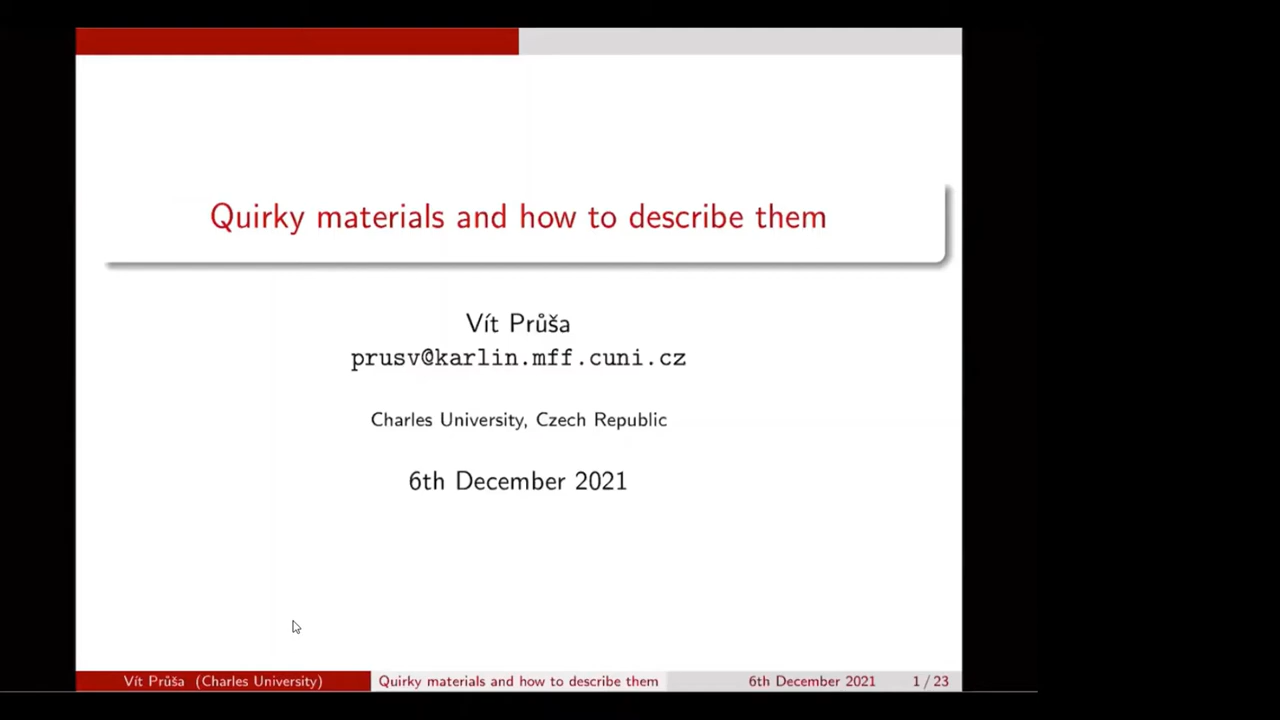 Quirky materials and how to describe them
Vít Průša
prusv@karlin.mff.cuni.cz
Charles University, Czech Republic
6th December 2021
Vít Průša (Charles University) Quirky materials and how to describe them 6th December 2021 1 / 23